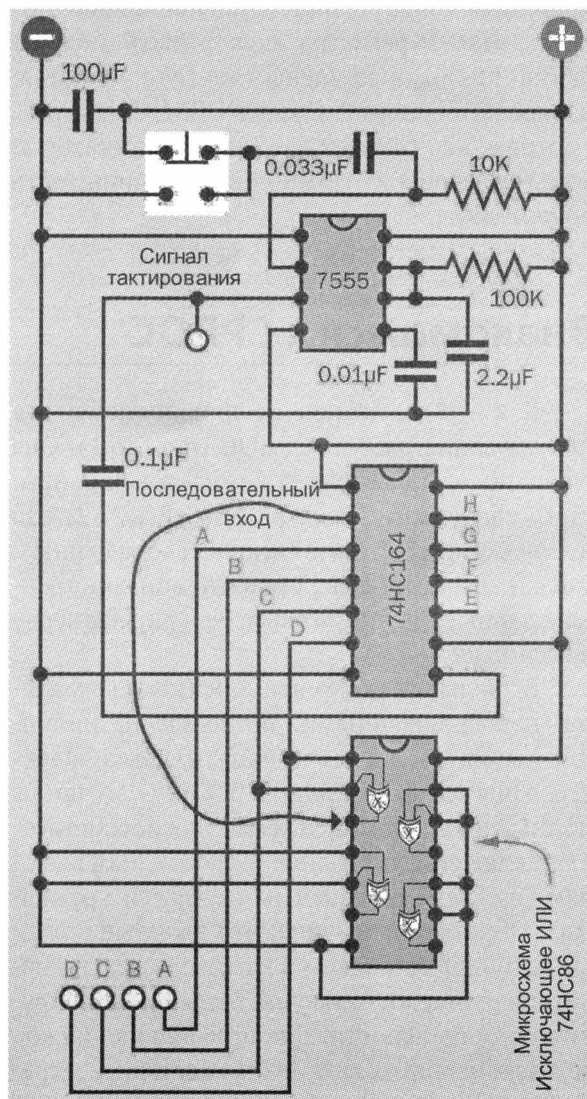 − +
100µF
0.033µF
10K
Сигнал
тактирования
7555
100K
0.01µF
2.2µF
0.1µF
Последовательный
вход
A
B
C
D
H
G
F
E
74HC164
D C B A
Микросхема
Исключающее ИЛИ
74HC86